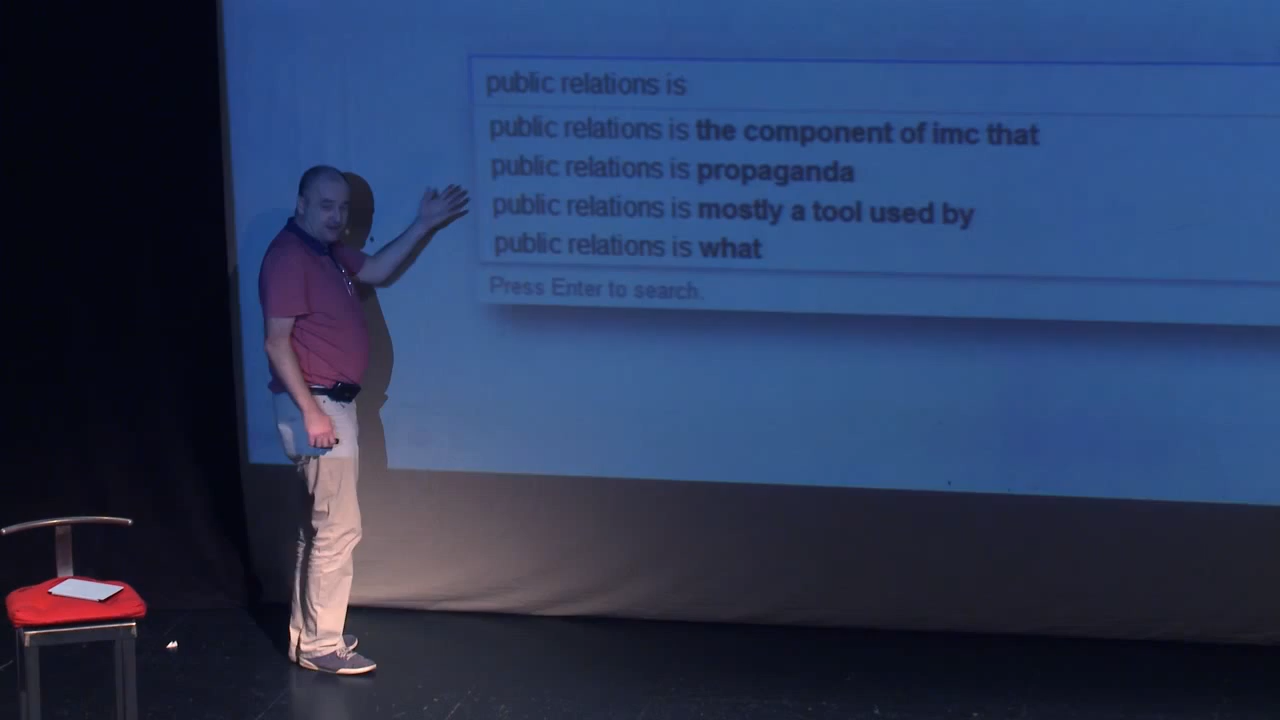 public relations is
public relations is the component of imc that
public relations is propaganda
public relations is mostly a tool used by
public relations is what
Press Enter to search.